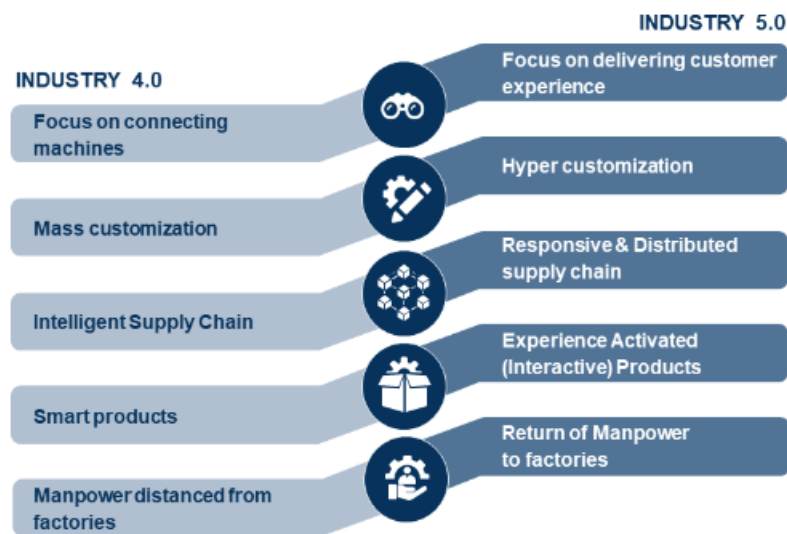 INDUSTRY 5.0
INDUSTRY 4.0
Focus on delivering customer
experience
Focus on connecting
machines
Hyper customization
Mass customization
Responsive & Distributed
supply chain
Intelligent Supply Chain
Experience Activated
(Interactive) Products
Smart products
Return of Manpower
to factories
Manpower distanced from
factories